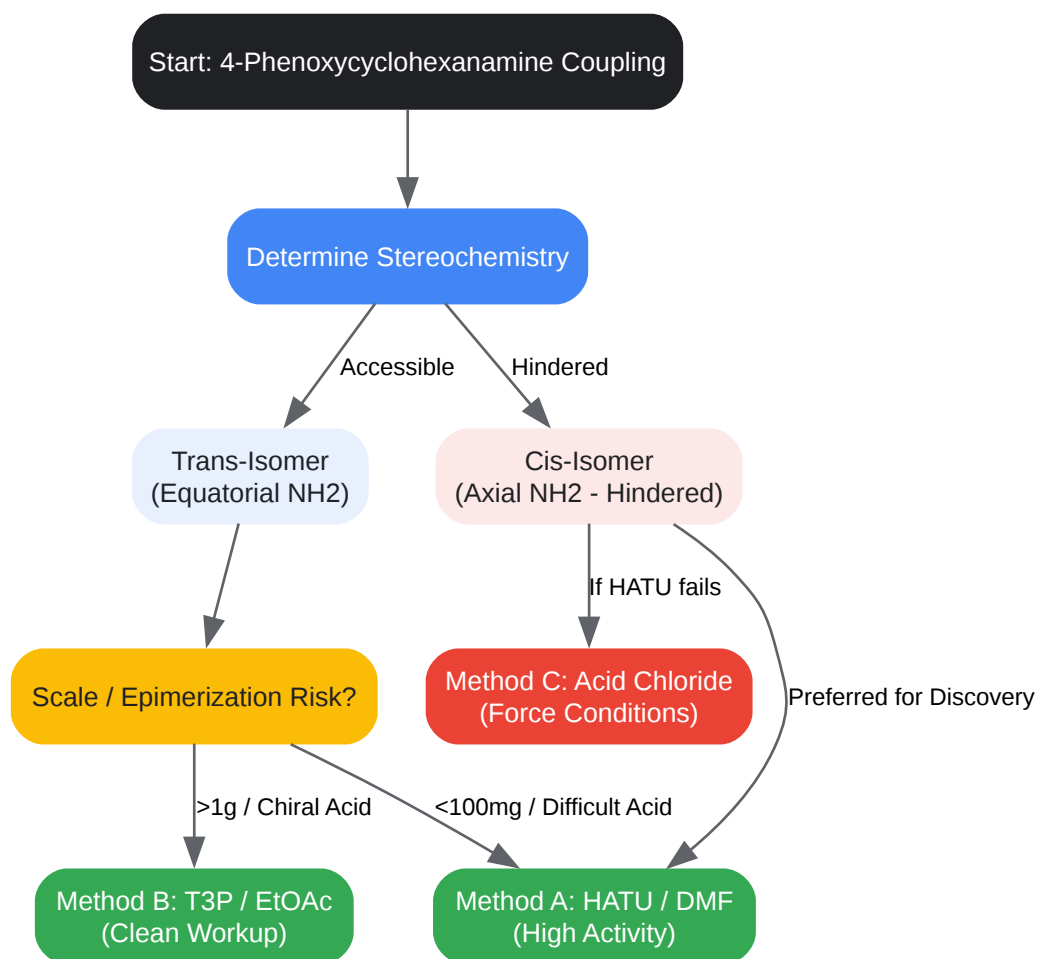 Start: 4-Phenoxycyclohexanamine Coupling
Determine Stereochemistry
Accessible
Hindered
Trans-Isomer
(Equatorial NH2)
Cis-Isomer
(Axial NH2 - Hindered)
If HATU fails
Scale / Epimerization Risk?
Method C: Acid Chloride
(Force Conditions)
Preferred for Discovery
>1g / Chiral Acid
<100mg / Difficult Acid
Method B: T3P / EtOAc
(Clean Workup)
Method A: HATU / DMF
(High Activity)